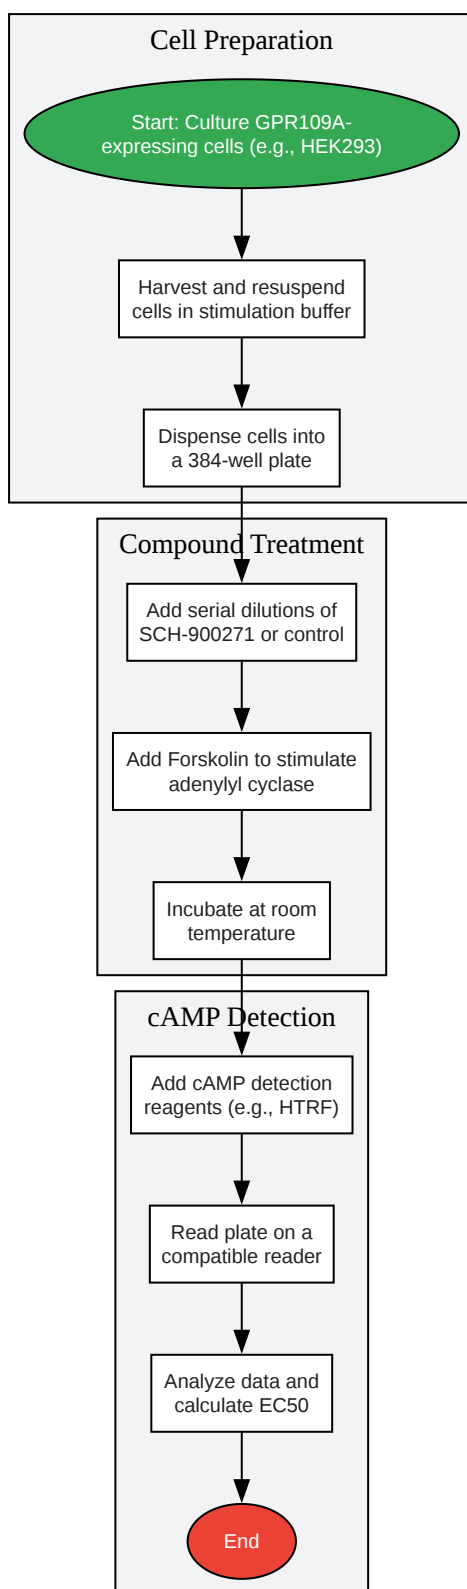 Cell Preparation
Start: Culture GPR109A-
expressing cells (e.g., HEK293)
Harvest and resuspend
cells in stimulation buffer
Dispense cells into
a 384-well plate
Compound Treatment
Add serial dilutions of
SCH-900271 or control
Add Forskolin to stimulate
adenylyl cyclase
Incubate at room
temperature
cAMP Detection
Add cAMP detection
reagents (e.g., HTRF)
Read plate on a
compatible reader
Analyze data and
calculate EC50
End